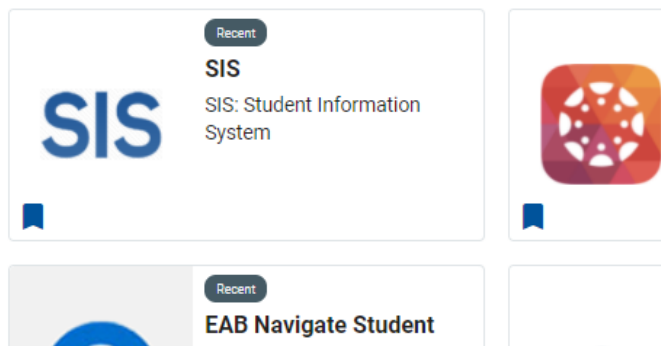 Recent
SIS
SIS
SIS: Student Information
System
Recent
EAB Navigate Student